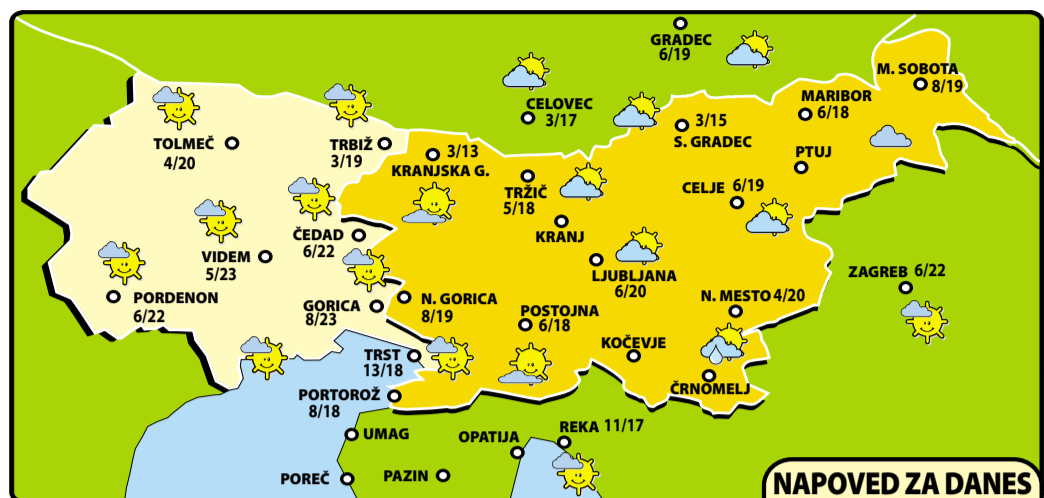 GRADEC
6/19
M. SOBOTA
8/19
CELOVEC
3/17
MARIBOR
6/18
3/15
S. GRADEC
TOLMEČ
4/20
TRBIŽ
3/19
3/13
KRANJSKA G.
PTUJ
TRŽIČ
5/18
CELJE 6/19
KRANJ
ČEDAD
6/22
VIDEM
5/23
LJUBLJANA
6/20
ZAGREB 6/22
PORDENON
6/22
GORICA
8/23
N. GORICA
8/19
POSTOJNA
6/18
N. MESTO 4/20
KOČEVJE
TRST
13/18
ČRNOMELJ
PORTOROŽ
8/18
UMAG
OPATIJA
REKA 11/17
POREČ
PAZIN
NAPOVED ZA DANES